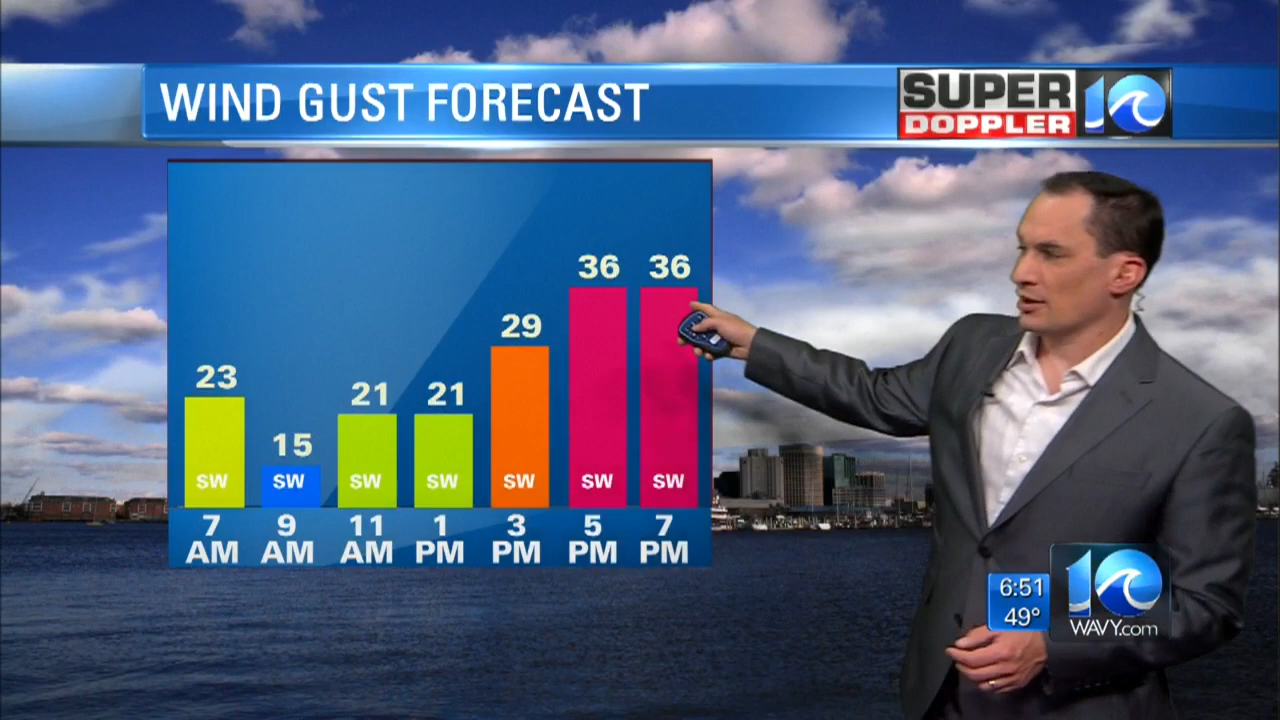 WIND GUST FORECAST
SUPER
DOPPLER
10
36 36
29
23
21 21
15
SW SW SW SW SW SW SW
7 9 11 1 3 5 7
AM AM AM PM PM PM PM
6:51
49°
10
WAVY.com